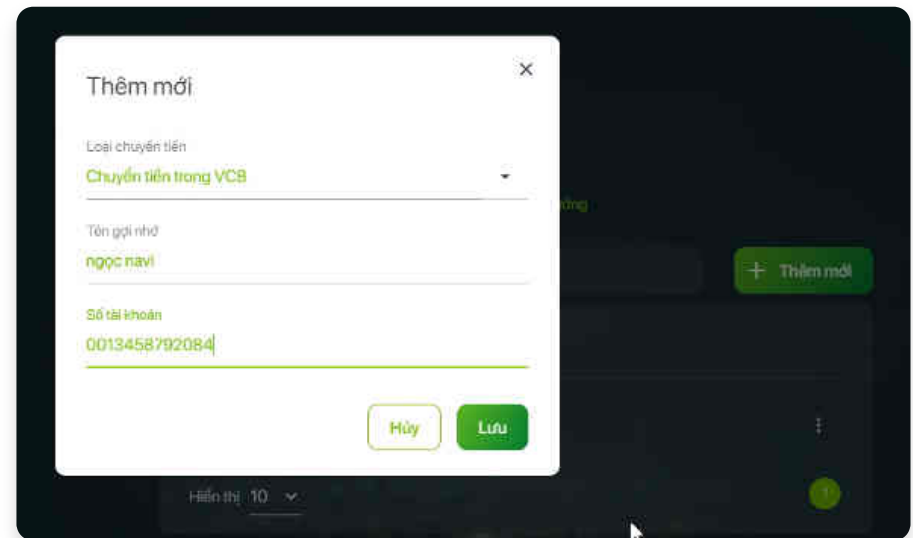 Thêm mới
×
Loại chuyển tiền
Chuyển tiền trong VCB
Tên gợi nhớ
ngọc navi
Số tài khoản
0013458792084
+ Thêm mới
Hủy
Lưu
Hiển thị 10
1